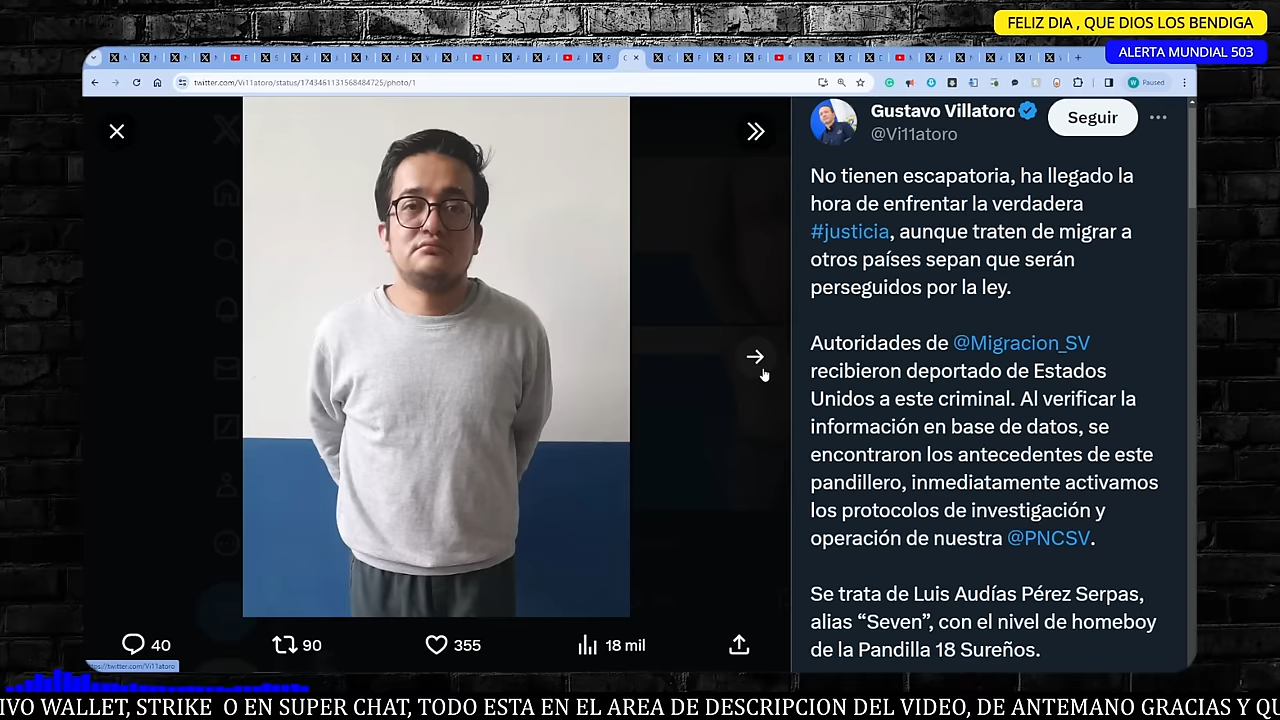 FELIZ DIA , QUE DIOS LOS BENDIGA
ALERTA MUNDIAL 503
twitter.com/Vi11atoro/status/1743461131568484725/photo/1
Paused
Gustavo Villatoro
@Vi11atoro
Seguir
No tienen escapatoria, ha llegado la
hora de enfrentar la verdadera
#justicia, aunque traten de migrar a
otros países sepan que serán
perseguidos por la ley.
Autoridades de @Migracion_SV
recibieron deportado de Estados
Unidos a este criminal. Al verificar la
información en base de datos, se
encontraron los antecedentes de este
pandillero, inmediatamente activamos
los protocolos de investigación y
operación de nuestra @PNCSV.
Se trata de Luis Audías Pérez Serpas,
alias “Seven”, con el nivel de homeboy
de la Pandilla 18 Sureños.
40
90
355
18 mil
https://twitter.com/Vi11atoro
IVO WALLET, STRIKE O EN SUPER CHAT, TODO ESTA EN EL AREA DE DESCRIPCION DEL VIDEO, DE ANTEMANO GRACIAS Y QU